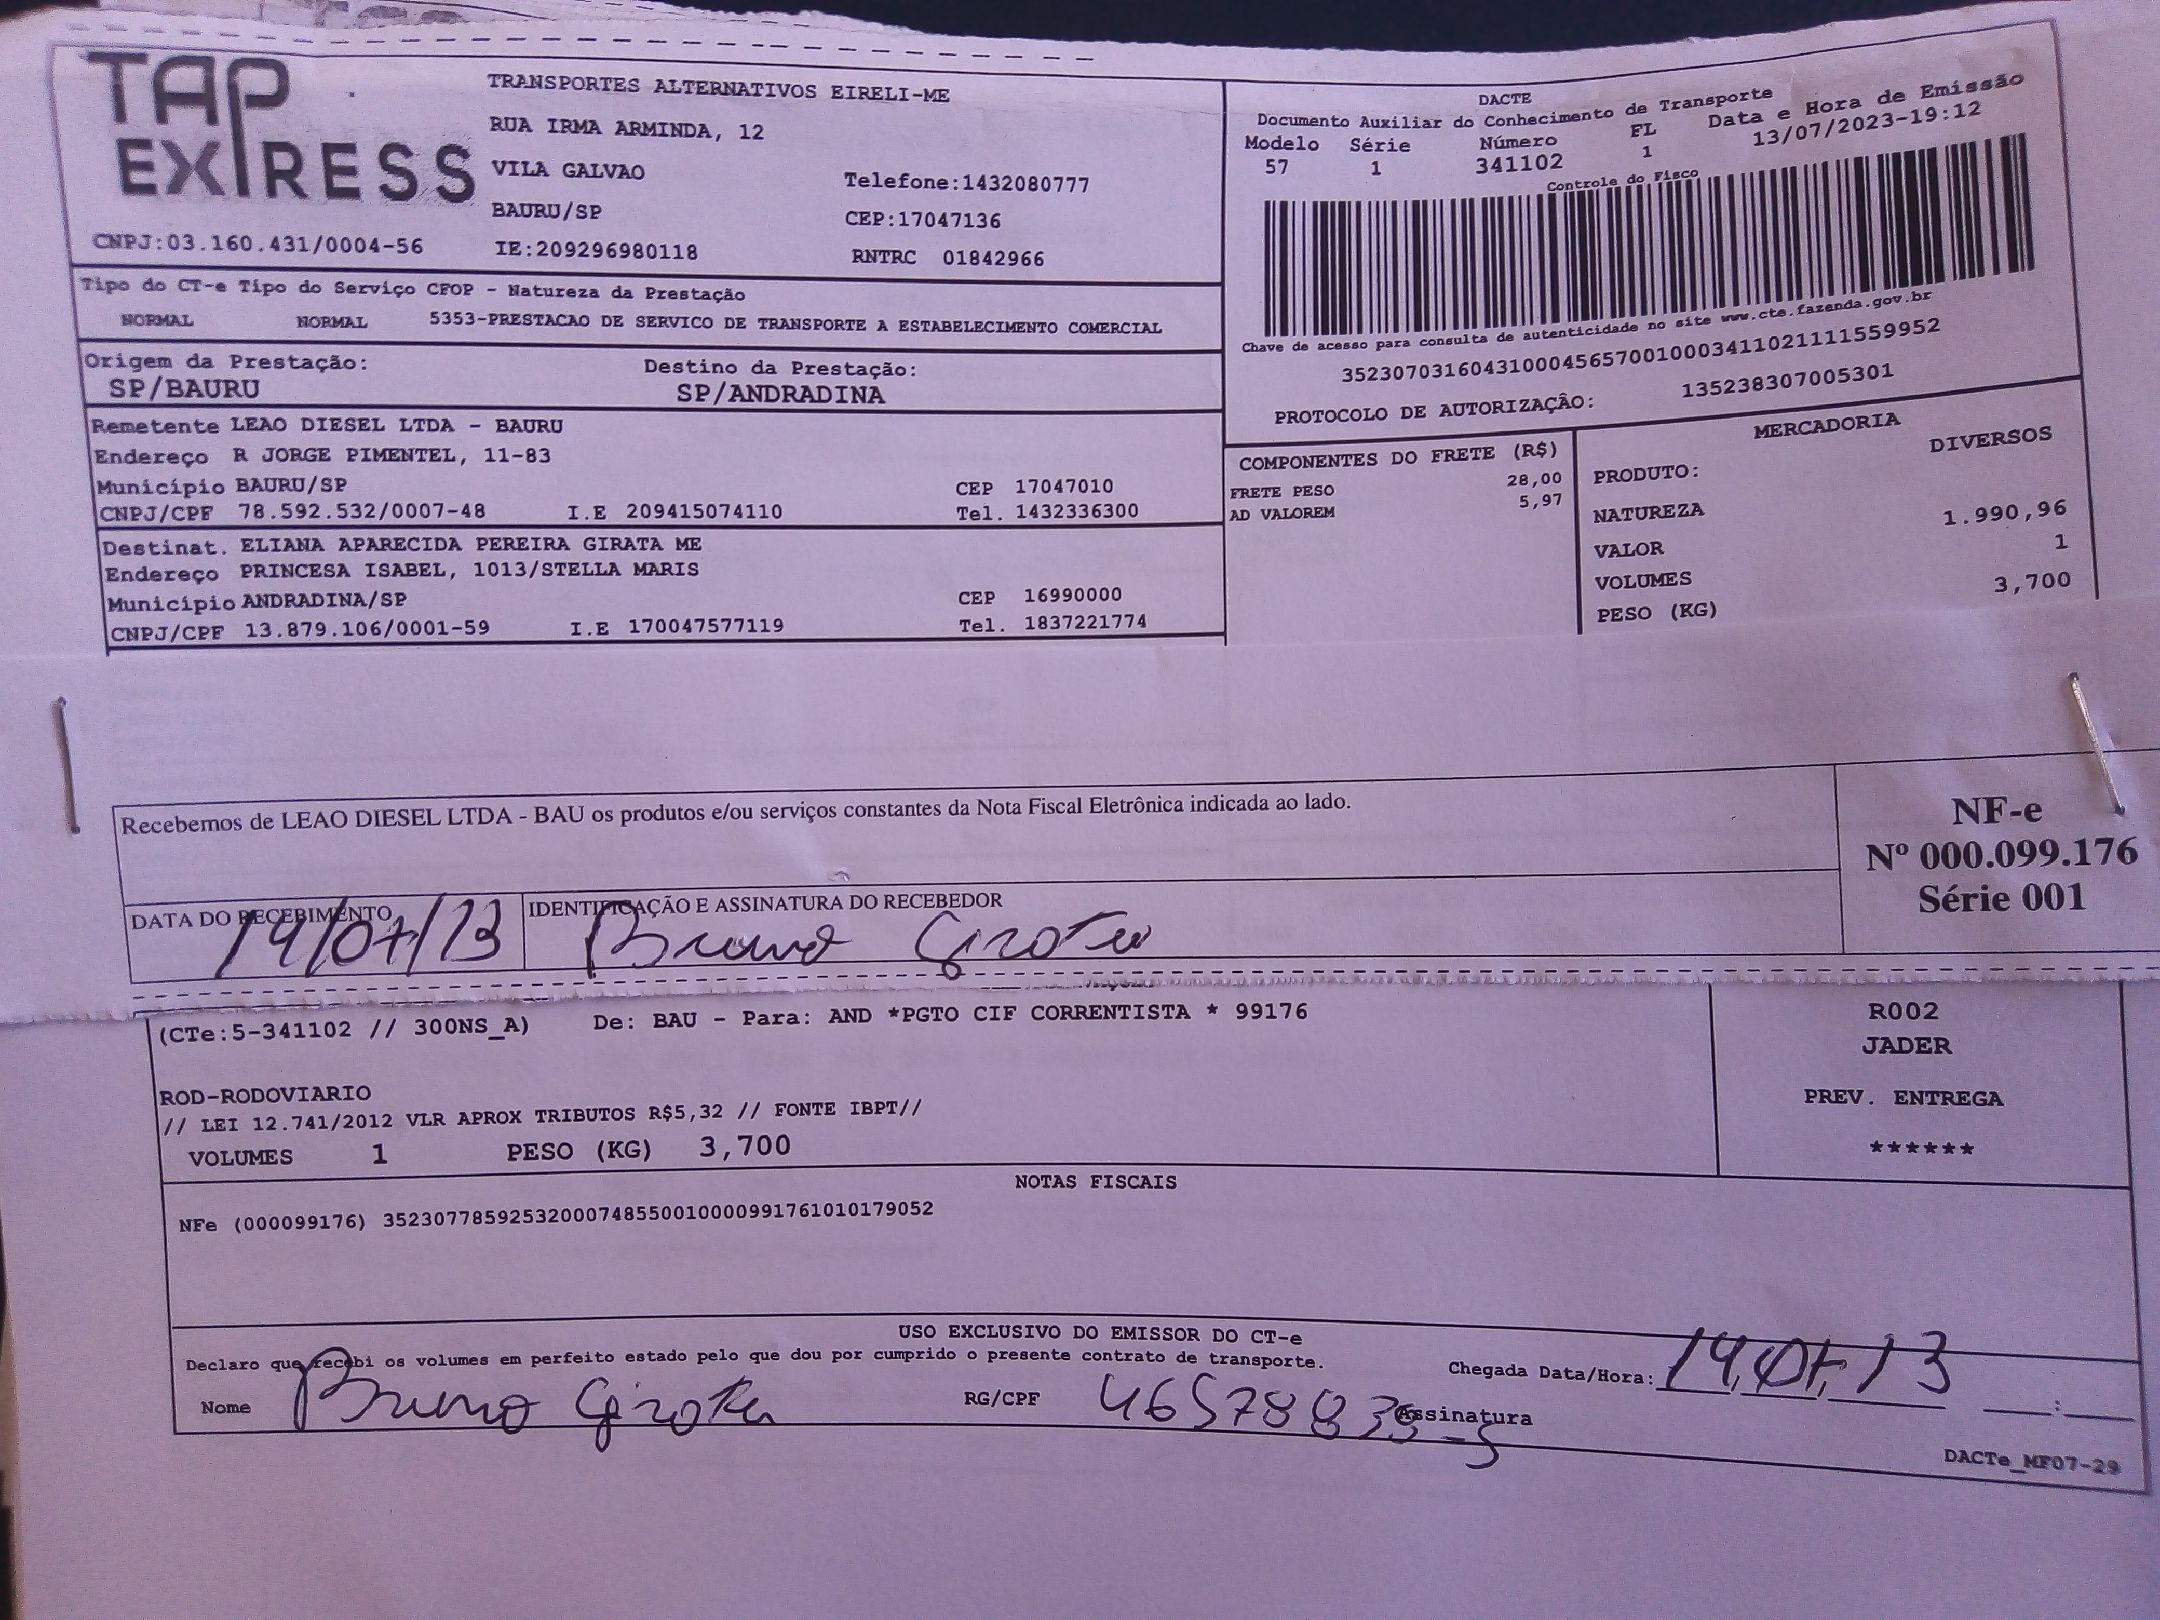 TAP EXPRESS
CNPJ:03.160.431/0004-56
TRANSPORTES ALTERNATIVOS EIRELI-ME
RUA IRMA ARMINDA, 12
VILA GALVAO Telefone:1432080777
BAURU/SP CEP:17047136
IE:209296980118 RNTRC 01842966
DACTE
Documento Auxiliar do Conhecimento de Transporte
Modelo Série Número FL Data e Hora de Emissão
57 1 341102 1 13/07/2023-19:12
Controle do Fisco
Chave de acesso para consulta de autenticidade no site www.cte.fazenda.gov.br
35230703160431000456570010003411021111559952
PROTOCOLO DE AUTORIZAÇÃO: 135238307005301
Tipo do CT-e Tipo do Serviço CFOP - Natureza da Prestação
NORMAL NORMAL 5353-PRESTACAO DE SERVICO DE TRANSPORTE A ESTABELECIMENTO COMERCIAL
Origem da Prestação: Destino da Prestação:
SP/BAURU SP/ANDRADINA
Remetente LEAO DIESEL LTDA - BAURU
Endereço R JORGE PIMENTEL, 11-83
Município BAURU/SP CEP 17047010
CNPJ/CPF 78.592.532/0007-48 I.E 209415074110 Tel. 1432336300
Destinat. ELIANA APARECIDA PEREIRA GIRATA ME
Endereço PRINCESA ISABEL, 1013/STELLA MARIS
Município ANDRADINA/SP CEP 16990000
CNPJ/CPF 13.879.106/0001-59 I.E 170047577119 Tel. 1837221774
COMPONENTES DO FRETE (R$)
FRETE PESO 28,00
AD VALOREM 5,97
MERCADORIA
PRODUTO: DIVERSOS
NATUREZA
VALOR 1.990,96
VOLUMES 1
PESO (KG) 3,700
Recebemos de LEAO DIESEL LTDA - BAU os produtos e/ou serviços constantes da Nota Fiscal Eletrônica indicada ao lado.
NF-e
Nº 000.099.176
Série 001
DATA DO RECEBIMENTO IDENTIFICAÇÃO E ASSINATURA DO RECEBEDOR
14/07/23 Bruno
(CTe:5-341102 // 300NS_A) De: BAU - Para: AND *PGTO CIF CORRENTISTA * 99176
ROD-RODOVIARIO
// LEI 12.741/2012 VLR APROX TRIBUTOS R$5,32 // FONTE IBPT//
VOLUMES 1 PESO (KG) 3,700
R002
JADER
PREV. ENTREGA
******
NOTAS FISCAIS
NFe (000099176) 35230778592532000748550010000991761010179052
USO EXCLUSIVO DO EMISSOR DO CT-e
Declaro que recebi os volumes em perfeito estado pelo que dou por cumprido o presente contrato de transporte.
Chegada Data/Hora:
Nome Bruno RG/CPF Assinatura
DACTe_MF07-29